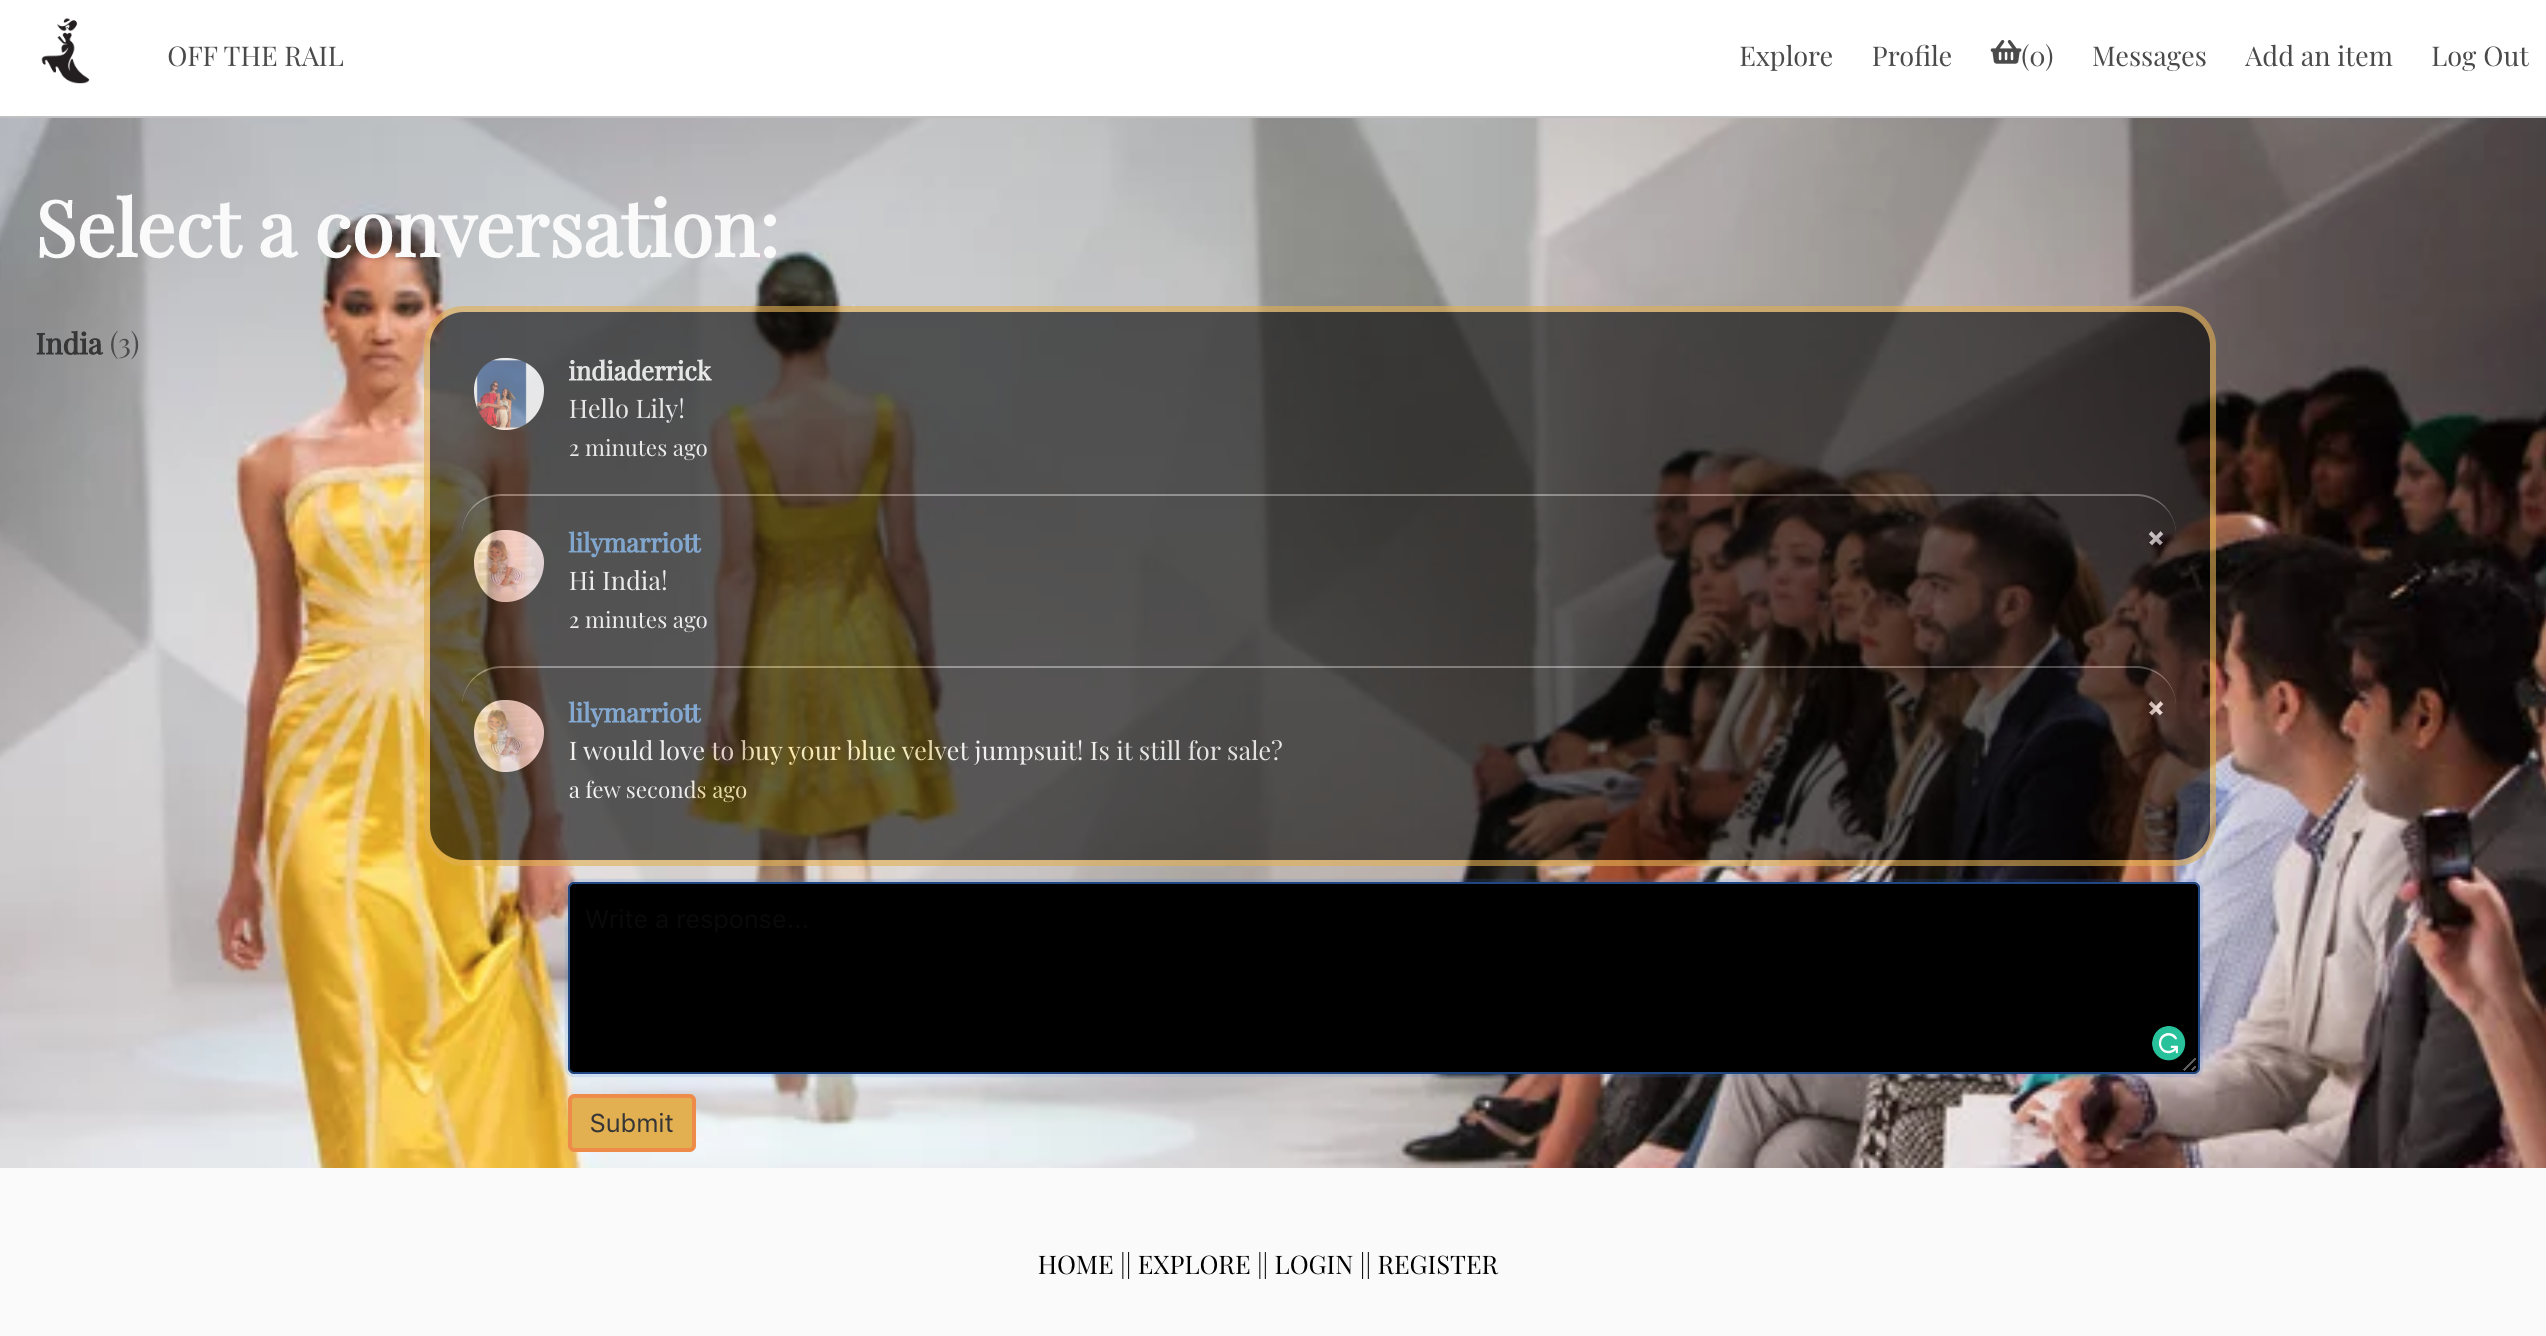 OFF THE RAIL
Explore Profile (0) Messages Add an item Log Out
Select a conversation:
India (3)
indiaderrick
Hello Lily!
2 minutes ago
lilymarriott
Hi India!
2 minutes ago
lilymarriott
I would love to buy your blue velvet jumpsuit! Is it still for sale?
a few seconds ago
Write a response...
Submit
HOME || EXPLORE || LOGIN || REGISTER